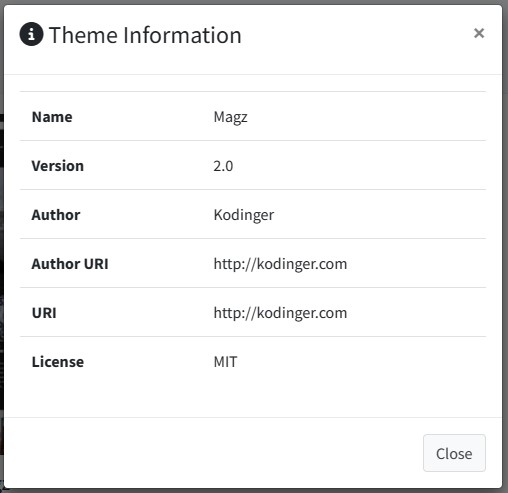 Theme Information ×
Name Magz
Version 2.0
Author Kodinger
Author URI http://kodinger.com
URI http://kodinger.com
License MIT
Close